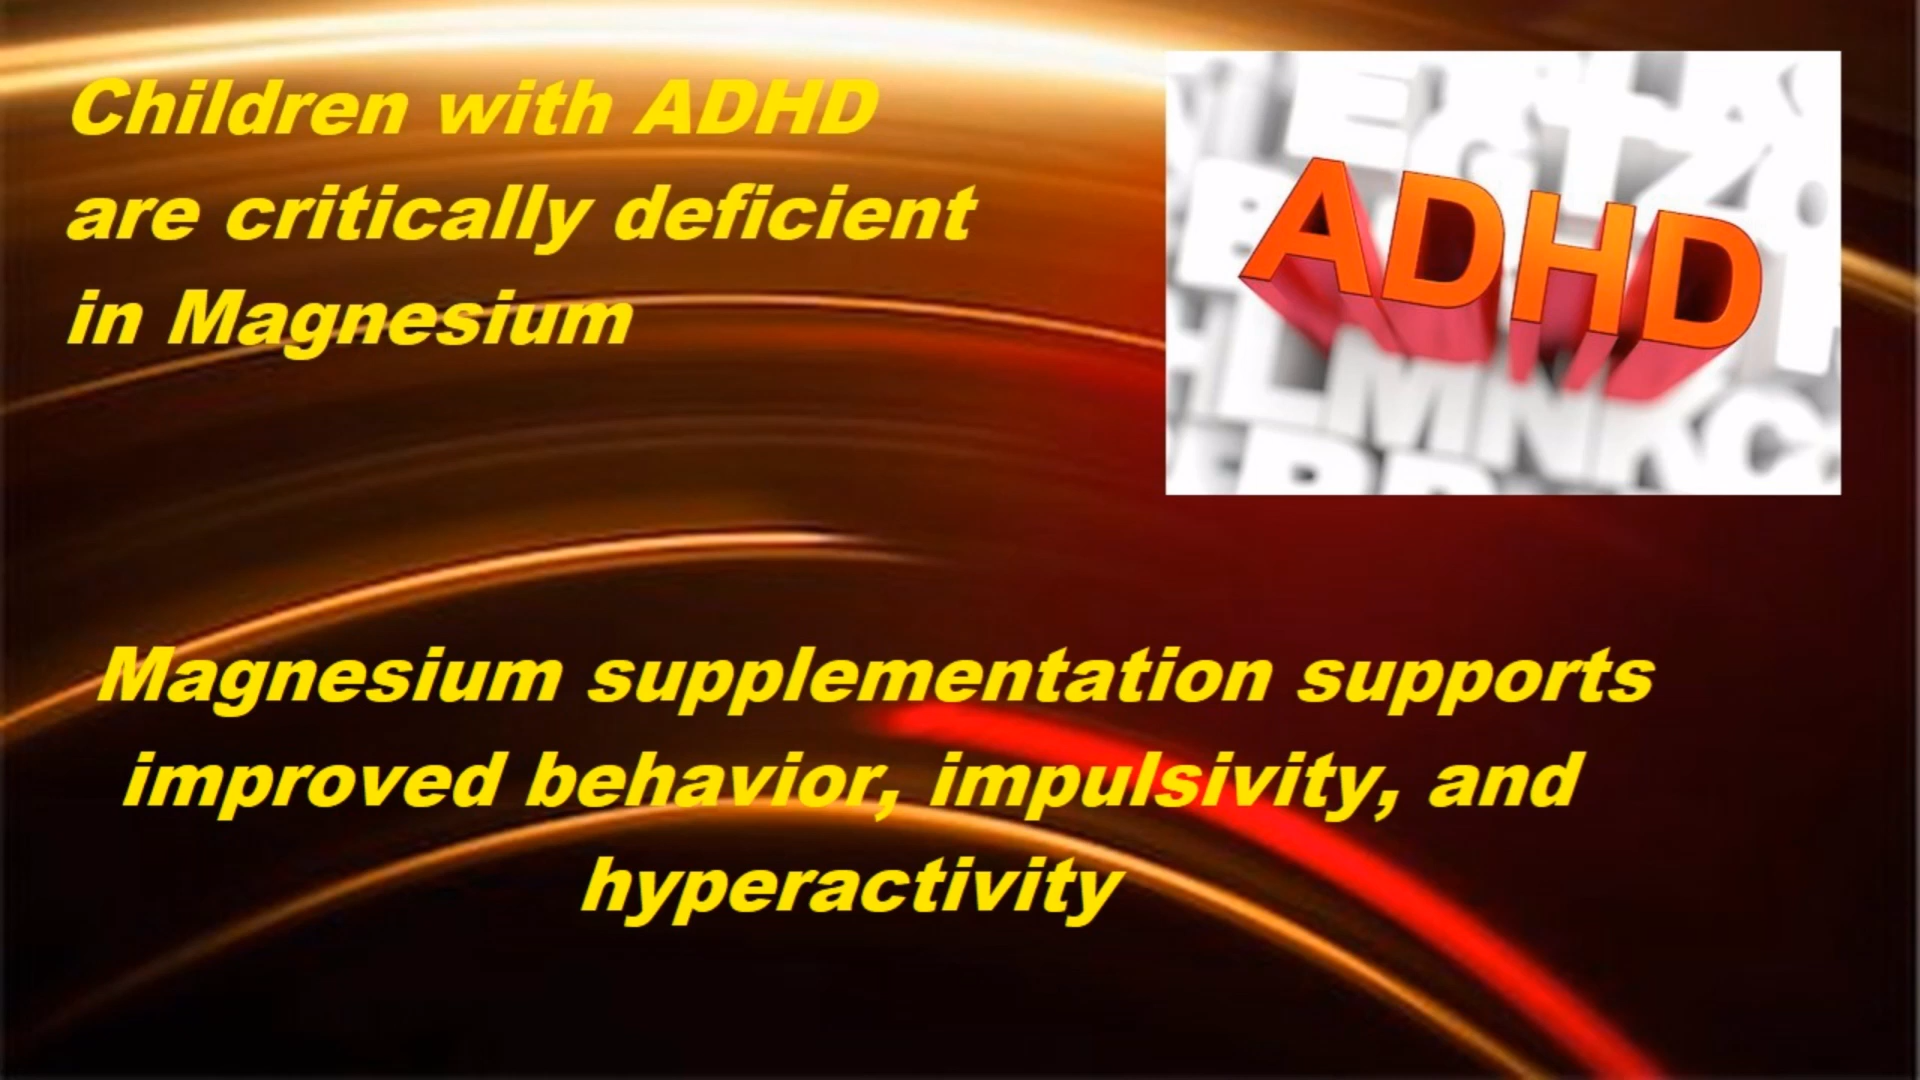 Children with ADHD
are critically deficient
in Magnesium
ADHD
Magnesium supplementation supports
improved behavior, impulsivity, and
hyperactivity